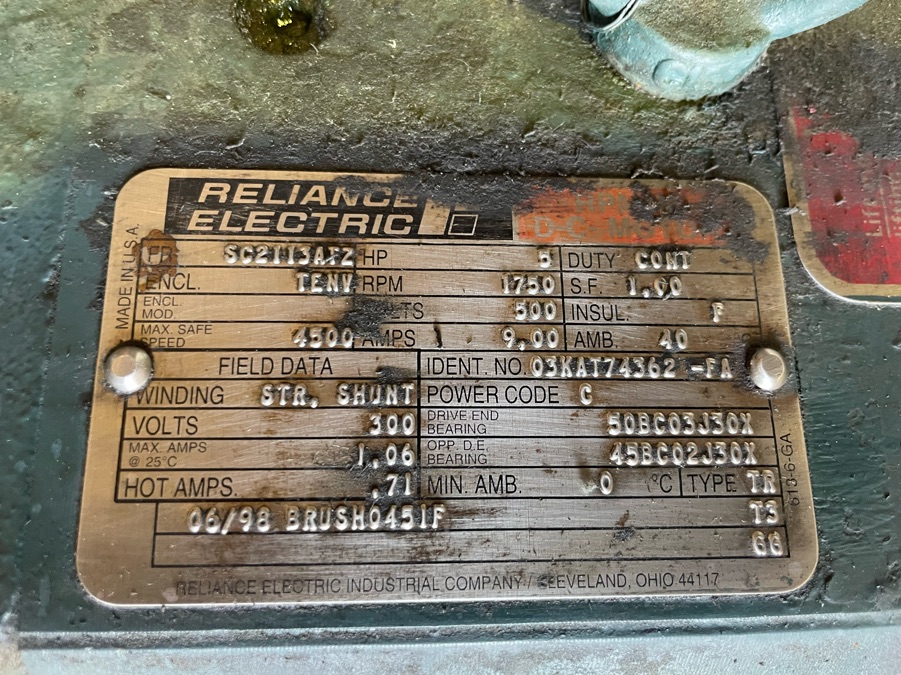 RELIANCE
ELECTRIC
MADE IN U.S.A.
FR SC2113ATZ HP 5 DUTY CONT
ENCL. TENV RPM 1750 S.F. 1.00
ENCL. MOD 500 INSUL. F
MAX. SAFE SPEED 4500 AMPS 9.00 AMB. 40
FIELD DATA IDENT. NO. 03KAT74362 -FA
WINDING STR. SHUNT POWER CODE C
VOLTS 300 DRIVE END BEARING 50BC03J30X
MAX. AMPS @ 25°C 1.06 OPP. D.E. BEARING 45BC02J30X
HOT AMPS. .71 MIN. AMB. 0 °C TYPE TR
06/98 BRUSH0451F T3
66
RELIANCE ELECTRIC INDUSTRIAL COMPANY / CLEVELAND, OHIO 44117
613-6-GA